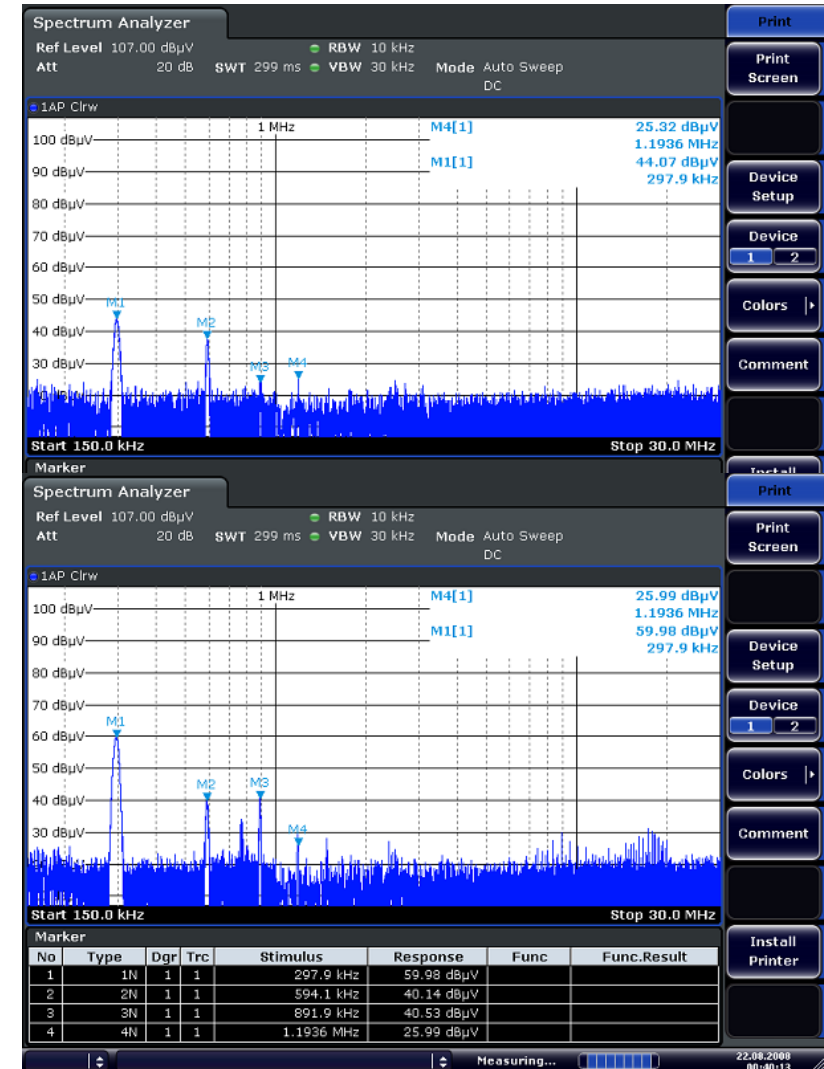 Spectrum Analyzer
Print
Ref Level 107.00 dBµV RBW 10 kHz
Att 20 dB SWT 299 ms VBW 30 kHz Mode Auto Sweep
DC
Print
Screen
1AP Clrw
1 MHz
M4[1] 25.32 dBµV
1.1936 MHz
M1[1] 44.07 dBµV
297.9 kHz
100 dBµV
90 dBµV
80 dBµV
70 dBµV
60 dBµV
50 dBµV
40 dBµV
30 dBµV
M1
M2
M3
M4
Device
Setup
Device
1 2
Colors
Comment
Start 150.0 kHz Stop 30.0 MHz
Marker
Install
Spectrum Analyzer
Print
Ref Level 107.00 dBµV RBW 10 kHz
Att 20 dB SWT 299 ms VBW 30 kHz Mode Auto Sweep
DC
Print
Screen
1AP Clrw
1 MHz
M4[1] 25.99 dBµV
1.1936 MHz
M1[1] 59.98 dBµV
297.9 kHz
100 dBµV
90 dBµV
80 dBµV
70 dBµV
60 dBµV
50 dBµV
40 dBµV
30 dBµV
M1
M2
M3
M4
Device
Setup
Device
1 2
Colors
Comment
Start 150.0 kHz Stop 30.0 MHz
Marker
No Type Dgr Trc Stimulus Response Func Func.Result
1 1N 1 1 297.9 kHz 59.98 dBµV
2 2N 1 1 594.1 kHz 40.14 dBµV
3 3N 1 1 891.9 kHz 40.53 dBµV
4 4N 1 1 1.1936 MHz 25.99 dBµV
Install
Printer
Measuring...
22.08.2008
00:40:13